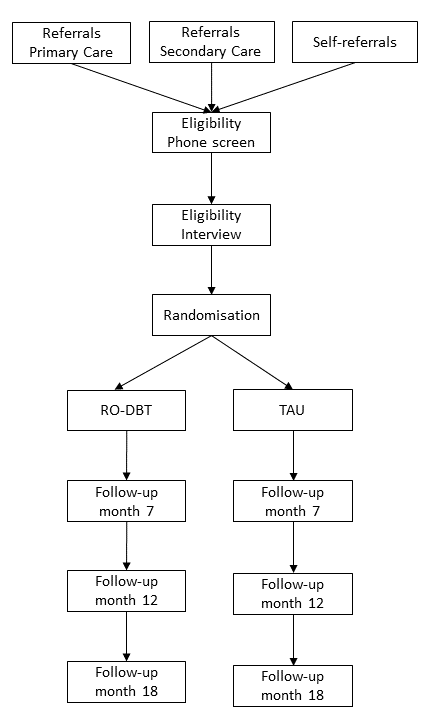 Referrals
Primary Care
Referrals
Secondary Care
Self-referrals
Eligibility
Phone screen
Eligibility
Interview
Randomisation
RO-DBT
TAU
Follow-up
month 7
Follow-up
month 7
Follow-up
month 12
Follow-up
month 12
Follow-up
month 18
Follow-up
month 18